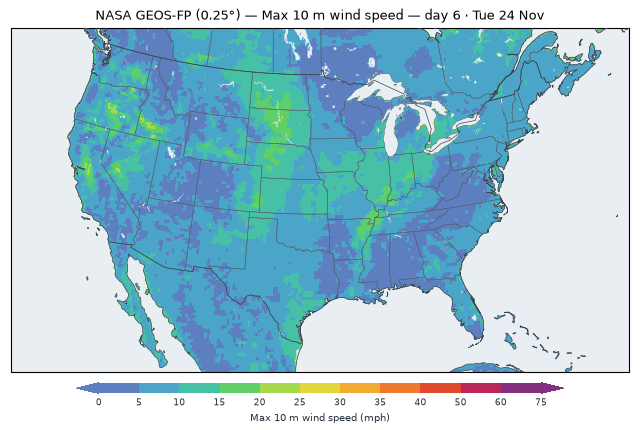 NASA GEOS-FP (0.25°) — Max 10 m wind speed — day 6 · Tue 24 Nov
0 5 10 15 20 25 30 35 40 50 60 75
Max 10 m wind speed (mph)